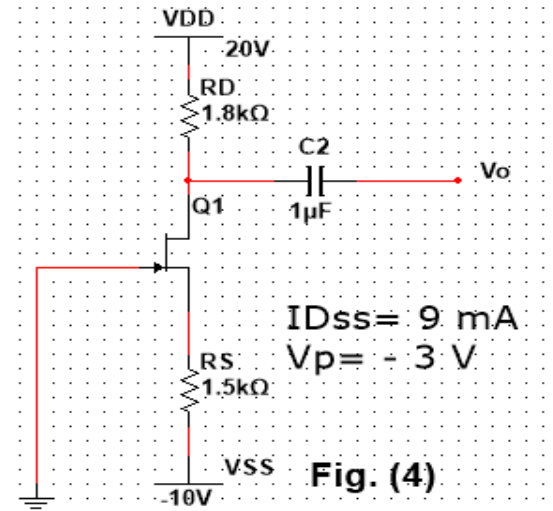 VDD
20V
RD
1.8kΩ
C2
Vo
Q1
1µF
IDss= 9 mA
Vp= - 3 V
RS
1.5kΩ
VSS
Fig. (4)
-10V